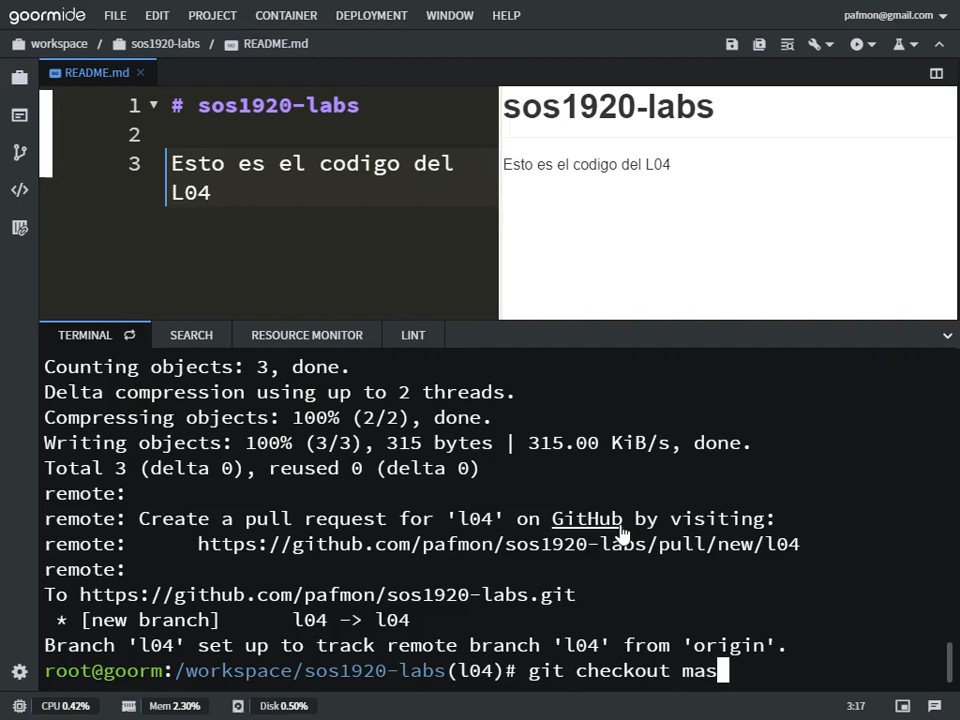 goormide FILE EDIT PROJECT CONTAINER DEPLOYMENT WINDOW HELP pafmon@gmail.com
workspace / sos1920-labs / README.md
README.md ×
1 # sos1920-labs
2
3 Esto es el codigo del
L04
sos1920-labs
Esto es el codigo del L04
TERMINAL SEARCH RESOURCE MONITOR LINT
Counting objects: 3, done.
Delta compression using up to 2 threads.
Compressing objects: 100% (2/2), done.
Writing objects: 100% (3/3), 315 bytes | 315.00 KiB/s, done.
Total 3 (delta 0), reused 0 (delta 0)
remote:
remote: Create a pull request for 'l04' on GitHub by visiting:
remote:      https://github.com/pafmon/sos1920-labs/pull/new/l04
remote:
To https://github.com/pafmon/sos1920-labs.git
 * [new branch]      l04 -> l04
Branch 'l04' set up to track remote branch 'l04' from 'origin'.
root@goorm:/workspace/sos1920-labs(l04)# git checkout mas
CPU 0.42% Mem 2.30% Disk 0.50% 3:17